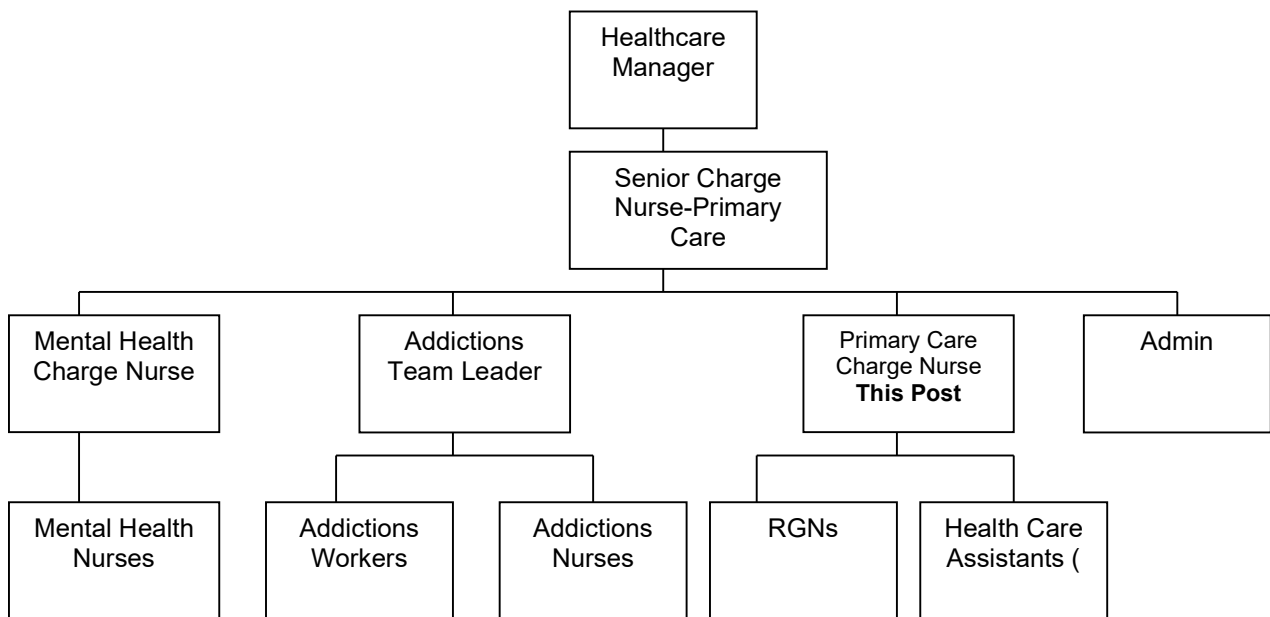 Healthcare
Manager
Senior Charge
Nurse-Primary
Care
Mental Health
Charge Nurse
Addictions
Team Leader
Primary Care
Charge Nurse
This Post
Admin
Mental Health
Nurses
Addictions
Workers
Addictions
Nurses
RGNs
Health Care
Assistants (